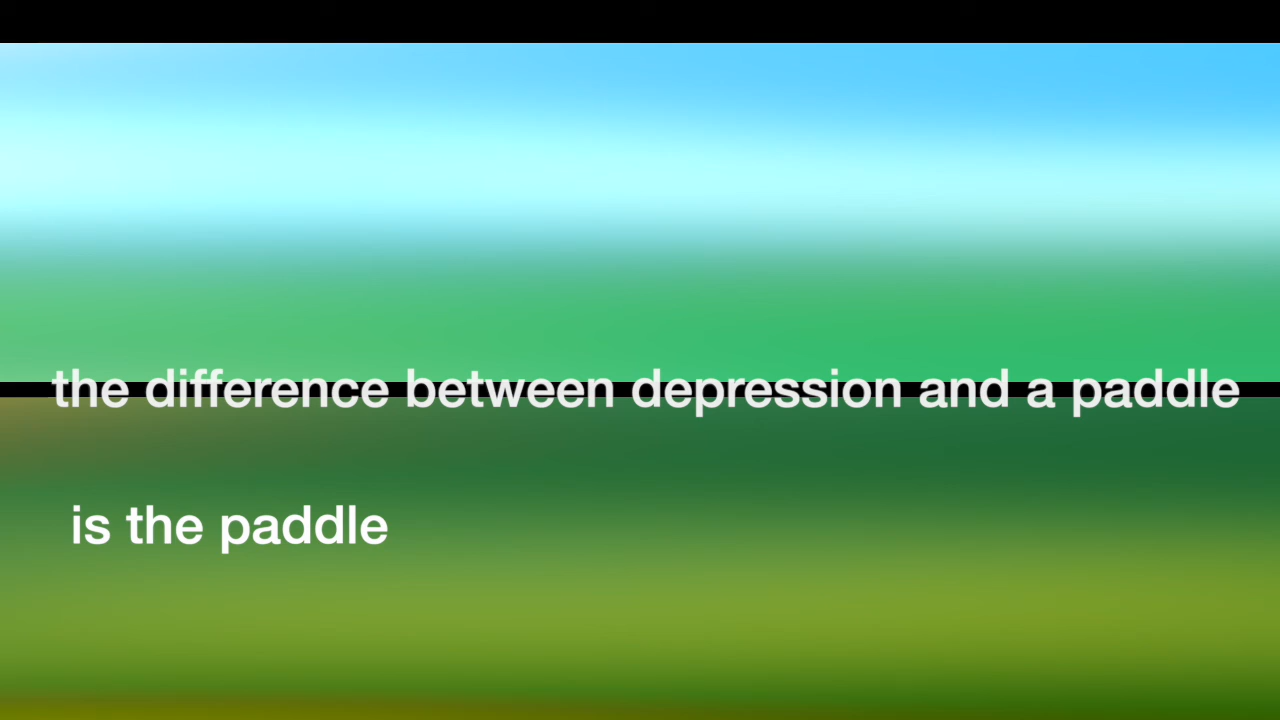 the difference between depression and a paddle
is the paddle